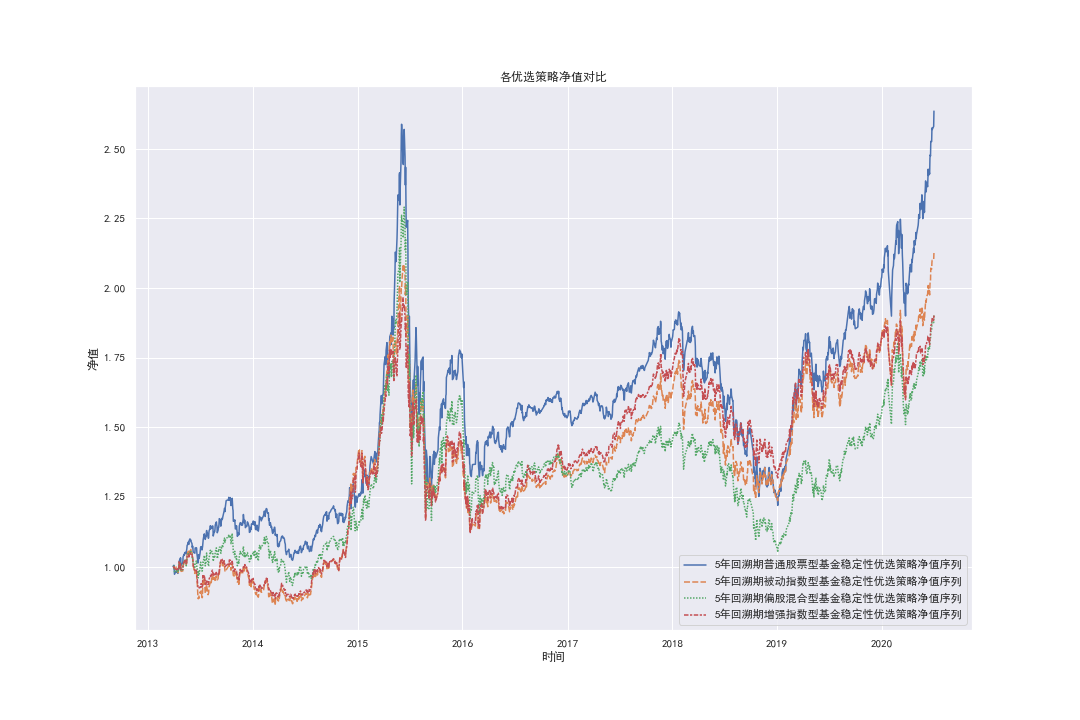 各优选策略净值对比
净值
2.50
2.25
2.00
1.75
1.50
1.25
1.00
5年回溯期普通股票型基金稳定性优选策略净值序列
5年回溯期被动指数型基金稳定性优选策略净值序列
5年回溯期偏股混合型基金稳定性优选策略净值序列
5年回溯期增强指数型基金稳定性优选策略净值序列
2013 2014 2015 2016 2017 2018 2019 2020
时间